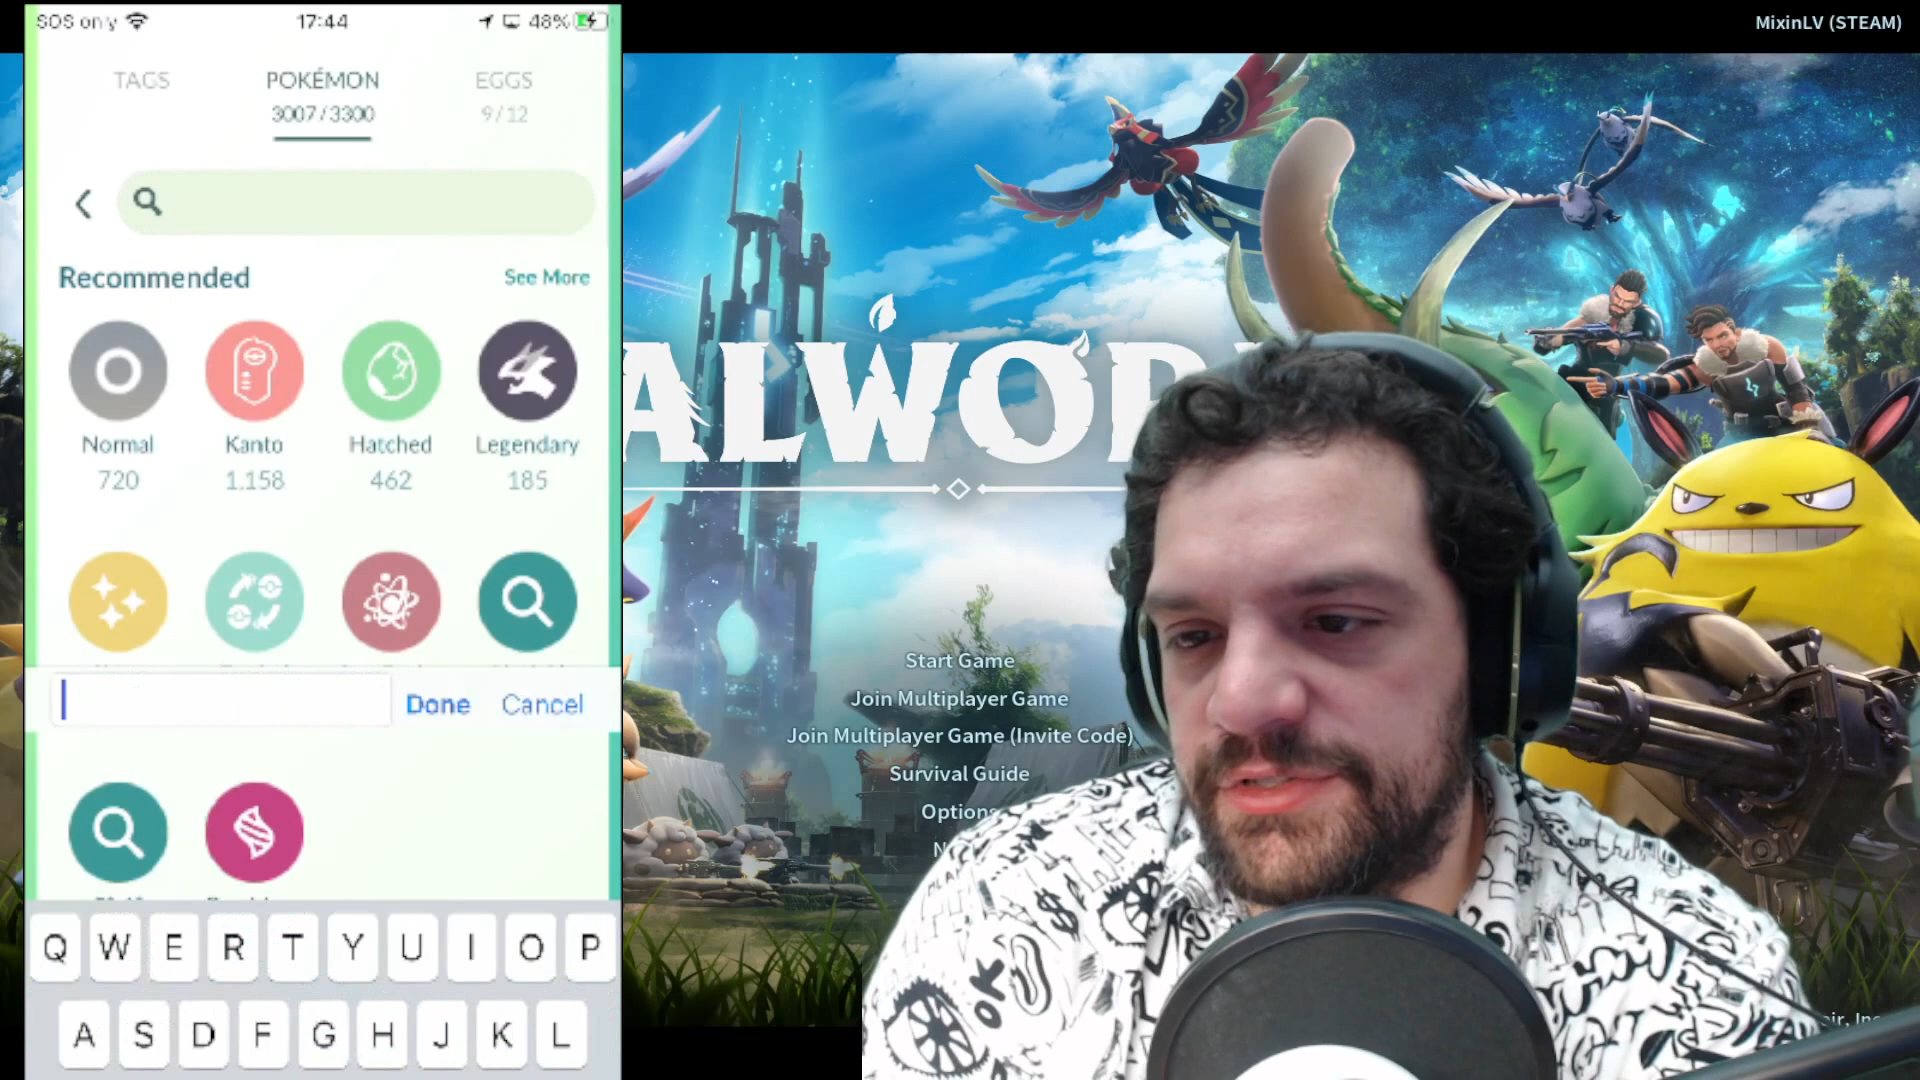 MixinLV (STEAM)
SOS only 17:44 48%
TAGS POKÉMON EGGS
3007 / 3300 9 / 12
Recommended See More
Normal Kanto Hatched Legendary
720 1,158 462 185
ALWOR
Start Game
Join Multiplayer Game
Join Multiplayer Game (Invite Code)
Survival Guide
Options
N
Done Cancel
Q W E R T Y U I O P
A S D F G H J K L
OK
$